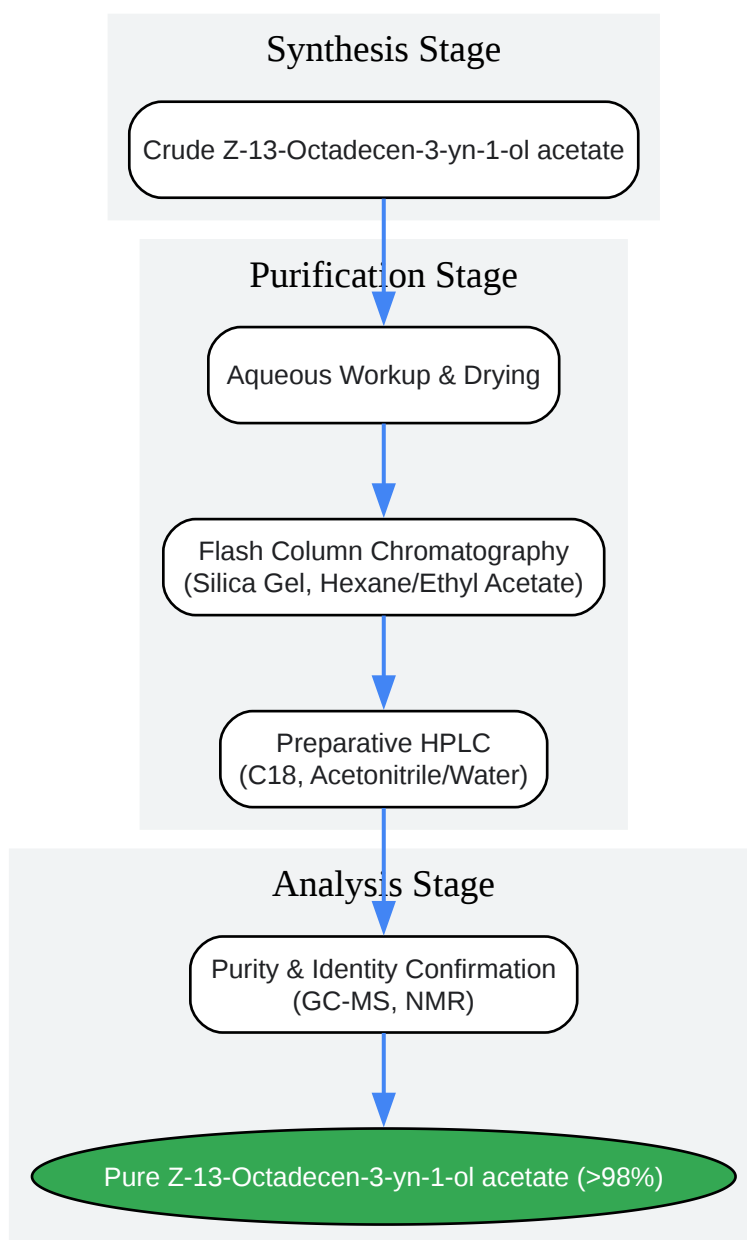 Synthesis Stage
Crude Z-13-Octadecen-3-yn-1-ol acetate
Purification Stage
Aqueous Workup & Drying
Flash Column Chromatography
(Silica Gel, Hexane/Ethyl Acetate)
Preparative HPLC
(C18, Acetonitrile/Water)
Analysis Stage
Purity & Identity Confirmation
(GC-MS, NMR)
Pure Z-13-Octadecen-3-yn-1-ol acetate (>98%)